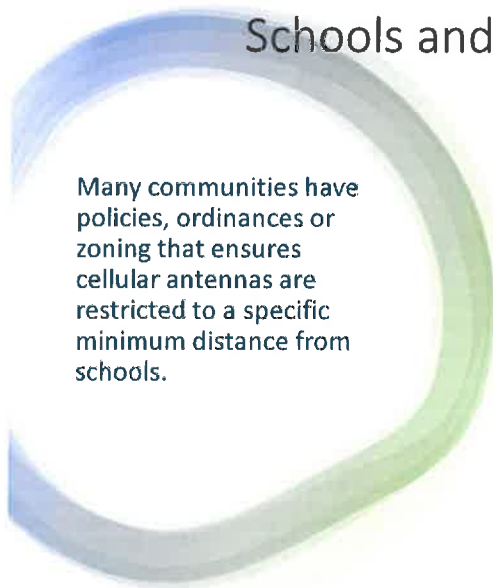 Schools and
Many communities have
policies, ordinances or
zoning that ensures
cellular antennas are
restricted to a specific
minimum distance from
schools.